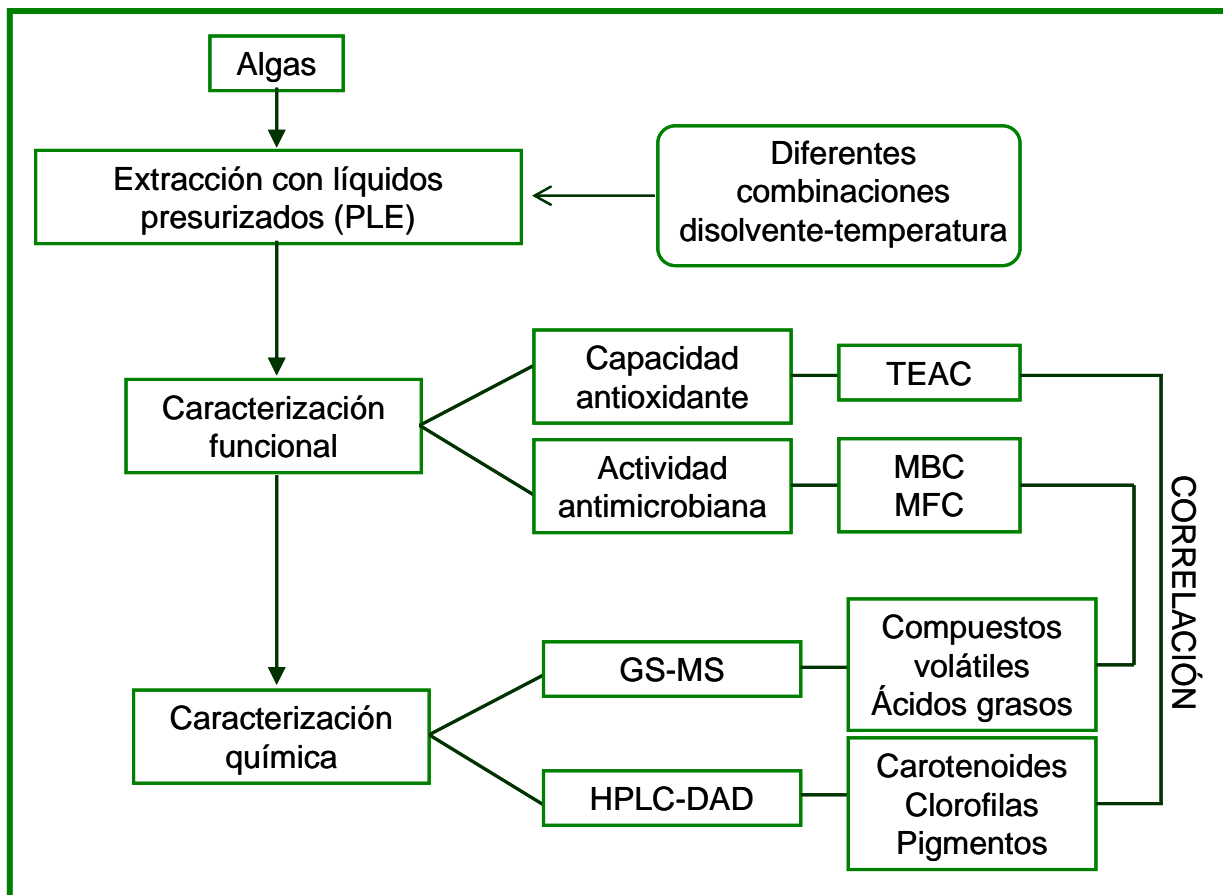 Algas
Extracción con líquidos
presurizados (PLE)
Diferentes
combinaciones
disolvente-temperatura
Caracterización
funcional
Capacidad
antioxidante
TEAC
Actividad
antimicrobiana
MBC
MFC
CORRELACIÓN
Caracterización
química
GS-MS
Compuestos
volátiles
Ácidos grasos
HPLC-DAD
Carotenoides
Clorofilas
Pigmentos